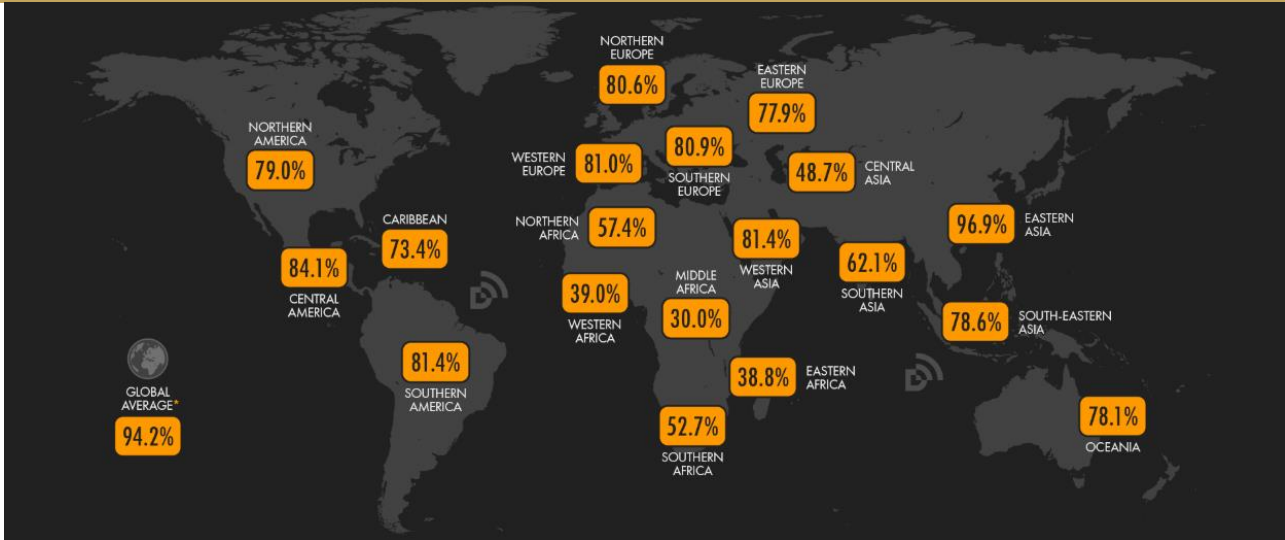 NORTHERN
EUROPE
80.6%
EASTERN
EUROPE
77.9%
NORTHERN
AMERICA
79.0%
WESTERN
EUROPE
81.0%
80.9%
SOUTHERN
EUROPE
48.7%
CENTRAL
ASIA
CARIBBEAN
73.4%
NORTHERN
AFRICA
57.4%
81.4%
WESTERN
ASIA
96.9%
EASTERN
ASIA
84.1%
CENTRAL
AMERICA
39.0%
WESTERN
AFRICA
MIDDLE
AFRICA
30.0%
62.1%
SOUTHERN
ASIA
78.6%
SOUTH-EASTERN
ASIA
GLOBAL
AVERAGE*
94.2%
81.4%
SOUTHERN
AMERICA
38.8%
EASTERN
AFRICA
52.7%
SOUTHERN
AFRICA
78.1%
OCEANIA